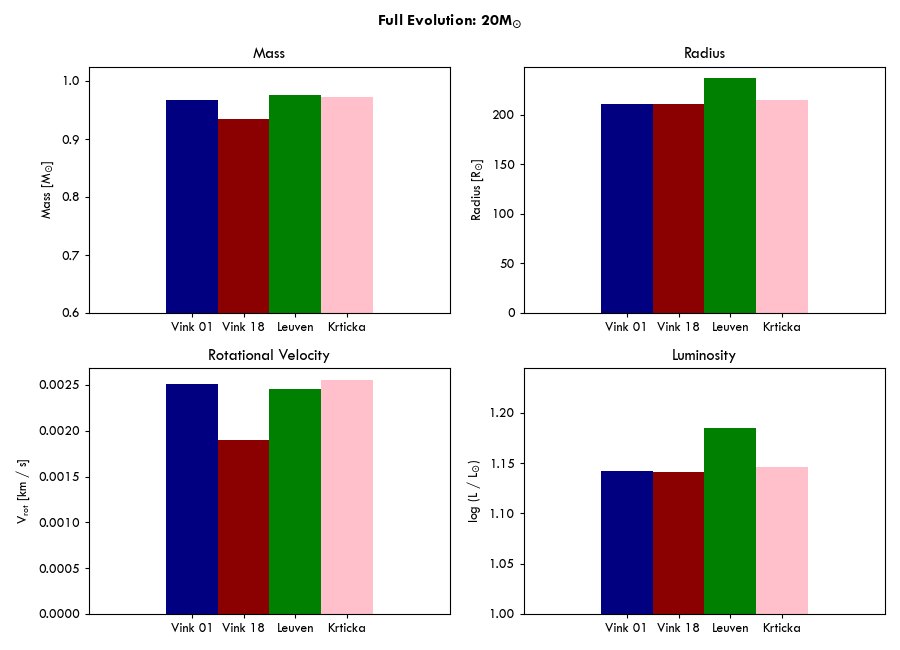 Full Evolution: 20M⊙
Mass
Mass [M⊙]
1.0
0.9
0.8
0.7
0.6
Vink 01 Vink 18 Leuven Krticka
Radius
Radius [R⊙]
200
150
100
50
0
Vink 01 Vink 18 Leuven Krticka
Rotational Velocity
Vrot [km / s]
0.0025
0.0020
0.0015
0.0010
0.0005
0.0000
Vink 01 Vink 18 Leuven Krticka
Luminosity
log (L / L⊙)
1.20
1.15
1.10
1.05
1.00
Vink 01 Vink 18 Leuven Krticka